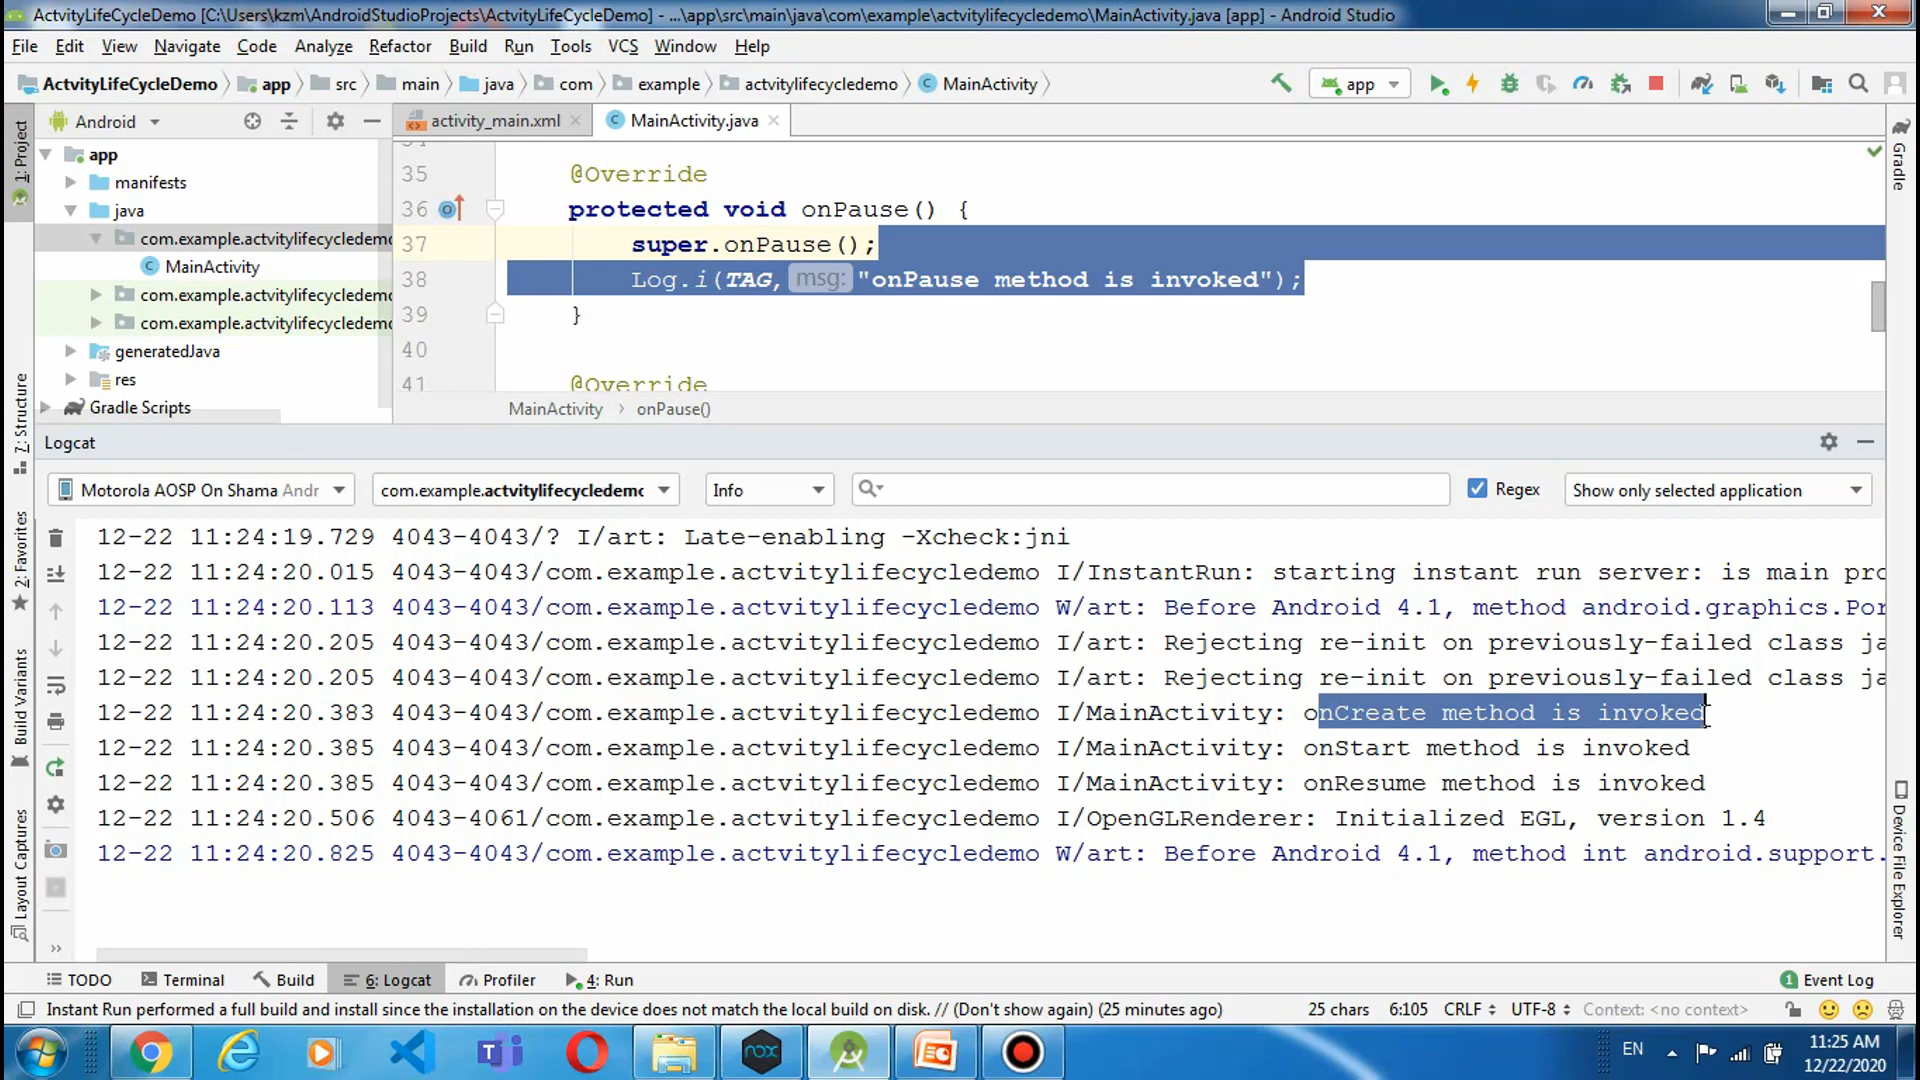 ActvityLifeCycleDemo [C:\Users\kzm\AndroidStudioProjects\ActvityLifeCycleDemo] - ...\app\src\main\java\com\example\actvitylifecycledemo\MainActivity.java [app] - Android Studio
File Edit View Navigate Code Analyze Refactor Build Run Tools VCS Window Help
ActvityLifeCycleDemo app src main java com example actvitylifecycledemo MainActivity app
Android activity_main.xml MainActivity.java
1: Project
7: Structure
2: Favorites
Build Variants
Layout Captures
app
manifests
java
com.example.actvitylifecycledemo
MainActivity
com.example.actvitylifecycledemo
com.example.actvitylifecycledemo
generatedJava
res
Gradle Scripts
35 @Override
36 protected void onPause() {
37 super.onPause();
38 Log.i(TAG, msg: "onPause method is invoked");
39 }
40
41 @Override
MainActivity onPause()
Gradle
Device File Explorer
Logcat
Motorola AOSP On Shama Andr com.example.actvitylifecycledemo Info Regex Show only selected application
12-22 11:24:19.729 4043-4043/? I/art: Late-enabling -Xcheck:jni
12-22 11:24:20.015 4043-4043/com.example.actvitylifecycledemo I/InstantRun: starting instant run server: is main pro
12-22 11:24:20.113 4043-4043/com.example.actvitylifecycledemo W/art: Before Android 4.1, method android.graphics.Por
12-22 11:24:20.205 4043-4043/com.example.actvitylifecycledemo I/art: Rejecting re-init on previously-failed class ja
12-22 11:24:20.205 4043-4043/com.example.actvitylifecycledemo I/art: Rejecting re-init on previously-failed class ja
12-22 11:24:20.383 4043-4043/com.example.actvitylifecycledemo I/MainActivity: onCreate method is invoked
12-22 11:24:20.385 4043-4043/com.example.actvitylifecycledemo I/MainActivity: onStart method is invoked
12-22 11:24:20.385 4043-4043/com.example.actvitylifecycledemo I/MainActivity: onResume method is invoked
12-22 11:24:20.506 4043-4061/com.example.actvitylifecycledemo I/OpenGLRenderer: Initialized EGL, version 1.4
12-22 11:24:20.825 4043-4043/com.example.actvitylifecycledemo W/art: Before Android 4.1, method int android.support.
TODO Terminal Build 6: Logcat Profiler 4: Run 1 Event Log
Instant Run performed a full build and install since the installation on the device does not match the local build on disk. // (Don't show again) (25 minutes ago) 25 chars 6:105 CRLF UTF-8 Context: <no context>
nox EN 11:25 AM
12/22/2020